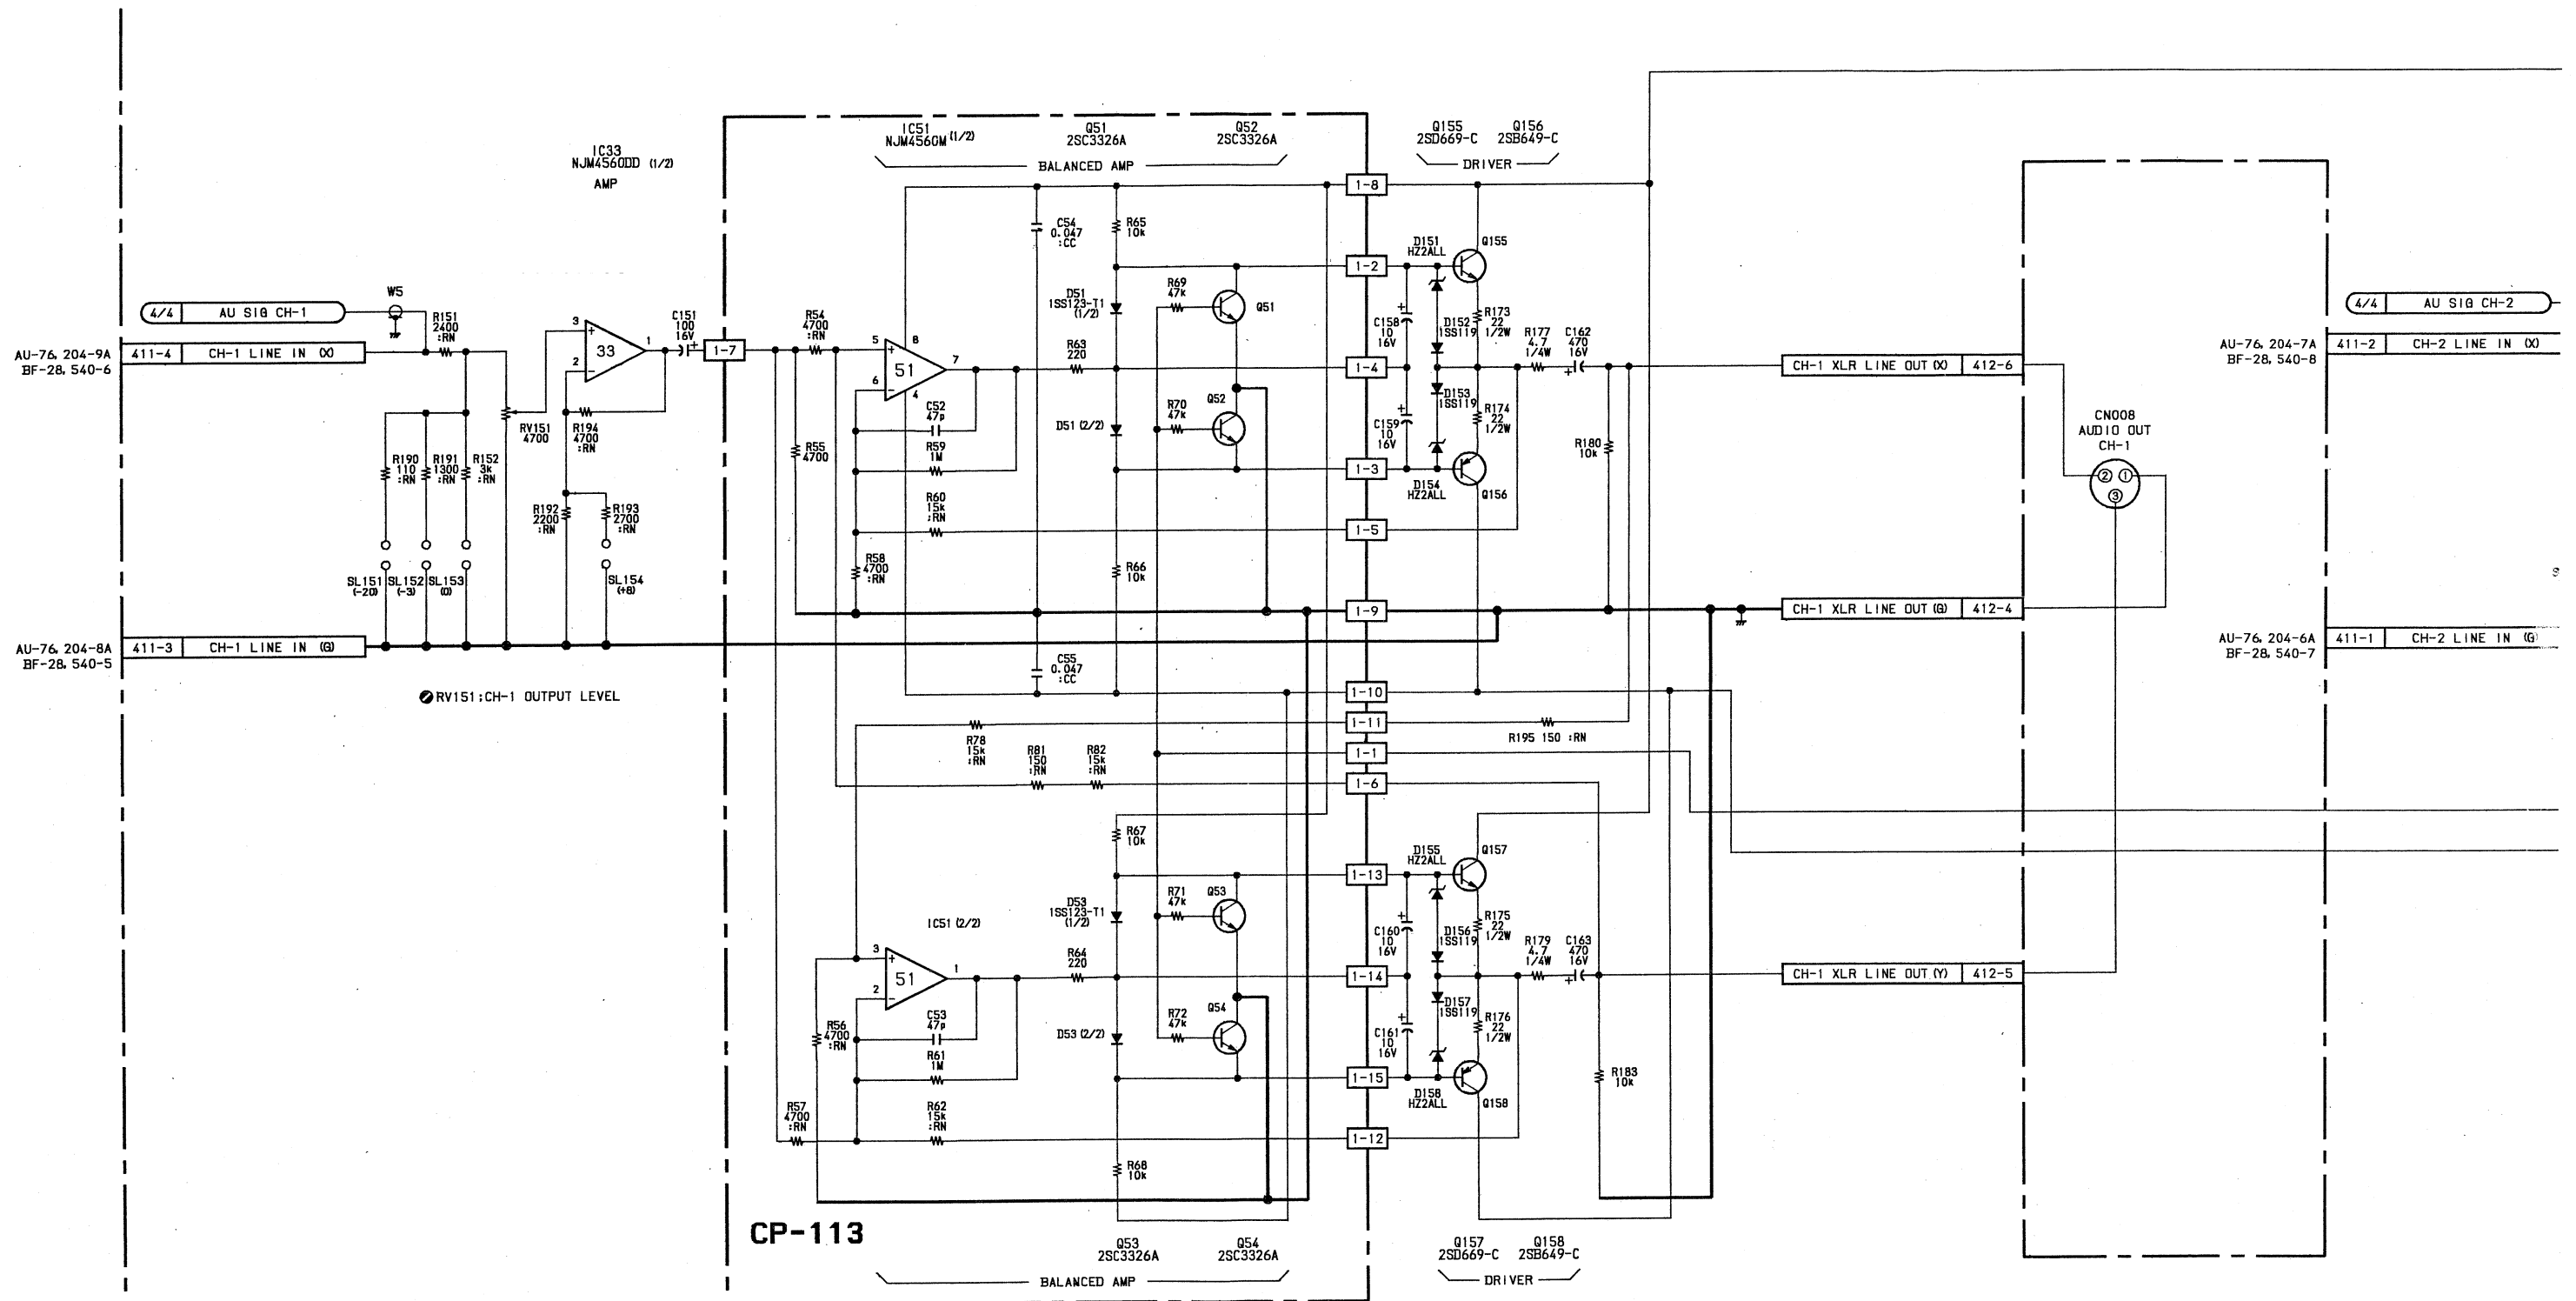 IC33
NJM4560DD (1/2)
AMP
IC51
NJM4560M (1/2)
Q51
2SC3326A
Q52
2SC3326A
BALANCED AMP
Q155
2SD669-C
Q156
2SB649-C
DRIVER
1-8
C54
0.047
:CC
R65
10k
1-2
D151
HZ2ALL
Q155
4/4 AU SIG CH-1
W5
R151
2400
:RN
AU-76, 204-9A
BF-28, 540-6
411-4 CH-1 LINE IN (X)
3
2
1
33
C151
100
16V
1-7
R54
4700
:RN
5
6
8
4
7
51
D51
1SS123-T1
(1/2)
R69
47k
Q51
R63
220
1-4
C158
10
16V
D152
1SS119
R173
22
1/2W
R177
4.7
1/4W
C162
470
16V
CH-1 XLR LINE OUT (X) 412-6
4/4 AU SIG CH-2
AU-76, 204-7A
BF-28, 540-8
411-2 CH-2 LINE IN (X)
RV151
4700
R194
4700
:RN
C52
47p
D51 (2/2)
R70
47k
Q52
C159
10
16V
D153
1SS119
R174
22
1/2W
R180
10k
CN008
AUDIO OUT
CH-1
2
1
3
R190
110
:RN
R191
1300
:RN
R152
3k
:RN
R55
4700
R59
1M
1-3
D154
HZ2ALL
Q156
R192
2200
:RN
R193
2700
:RN
R60
15k
:RN
1-5
SL151
(-20)
SL152
(-3)
SL153
(0)
SL154
(+8)
R58
4700
:RN
R66
10k
1-9
CH-1 XLR LINE OUT (G) 412-4
AU-76, 204-8A
BF-28, 540-5
411-3 CH-1 LINE IN (G)
AU-76, 204-6A
BF-28, 540-7
411-1 CH-2 LINE IN (G)
C55
0.047
:CC
RV151;CH-1 OUTPUT LEVEL
1-10
1-11
R78
15k
:RN
R195 150 :RN
1-1
R81
150
:RN
R82
15k
:RN
1-6
R67
10k
D155
HZ2ALL
Q157
1-13
D53
1SS123-T1
(1/2)
R71
47k
Q53
IC51 (2/2)
3
2
1
51
R64
220
1-14
C160
10
16V
D156
1SS119
R175
22
1/2W
R179
4.7
1/4W
C163
470
16V
CH-1 XLR LINE OUT (Y) 412-5
R56
4700
:RN
C53
47p
D53 (2/2)
R72
47k
Q54
C161
10
16V
D157
1SS119
R176
22
1/2W
R61
1M
1-15
D158
HZ2ALL
Q158
R183
10k
R57
4700
:RN
R62
15k
:RN
1-12
R68
10k
CP-113
Q53
2SC3326A
Q54
2SC3326A
BALANCED AMP
Q157
2SD669-C
Q158
2SB649-C
DRIVER